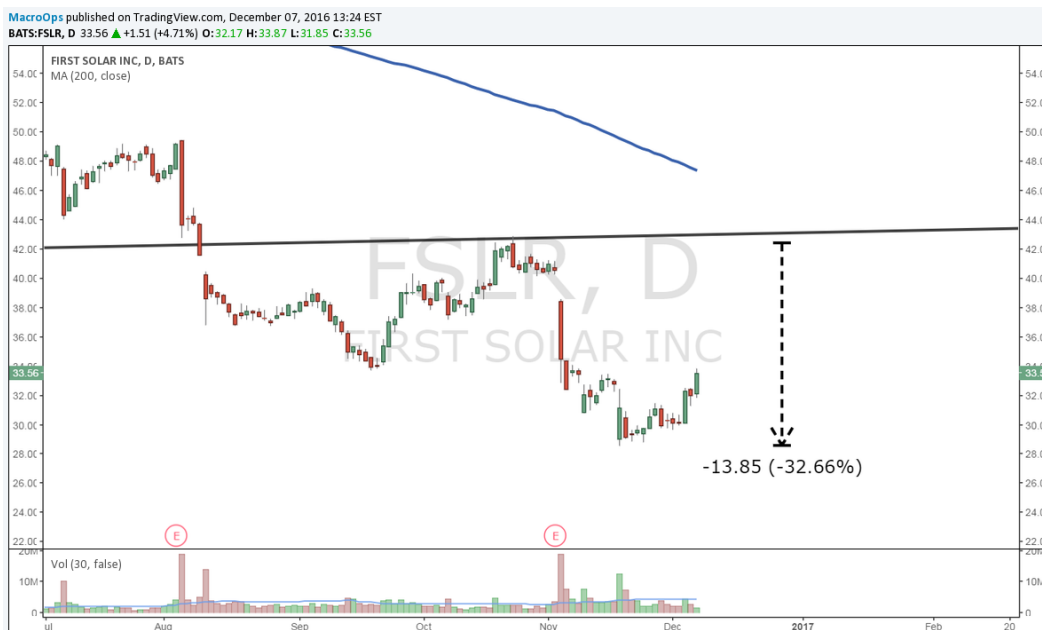 MacroOps published on TradingView.com, December 07, 2016 13:24 EST
BATS:FSLR, D 33.56 ▲ +1.51 (+4.71%) O:32.17 H:33.87 L:31.85 C:33.56
FIRST SOLAR INC, D, BATS
MA (200, close)
54.00
52.00
50.00
48.00
46.00
44.00
42.00
40.00
38.00
36.00
33.56
32.00
30.00
28.00
26.00
24.00
22.00
FSLR, D
FIRST SOLAR INC
-13.85 (-32.66%)
E E
Vol (30, false)
20M
10M
0
ul Aug Sep Oct Nov Dec 2017 Feb 20